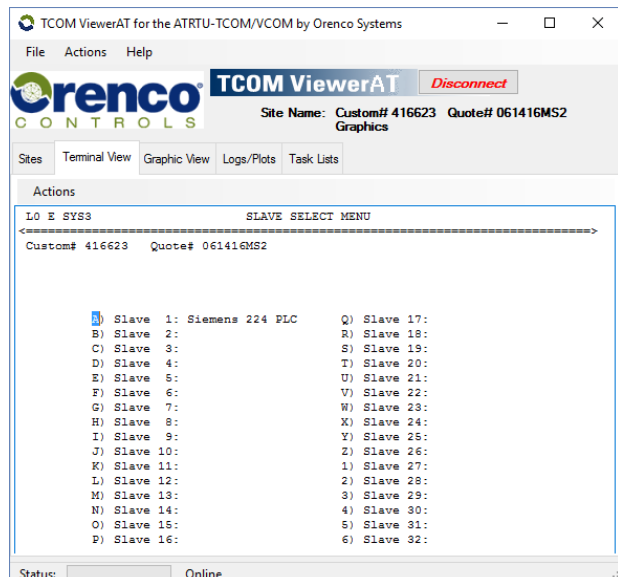 TCOM ViewerAT for the ATRTU-TCOM/VCOM by Orenco Systems
File Actions Help
Orenco
CONTROLS
TCOM ViewerAT
Disconnect
Site Name: Custom# 416623 Quote# 061416MS2
Graphics
Sites Terminal View Graphic View Logs/Plots Task Lists
Actions
L0 E SYS3 SLAVE SELECT MENU
<==============================================================================>
Custom# 416623 Quote# 061416MS2
A) Slave 1: Siemens 224 PLC Q) Slave 17:
B) Slave 2: R) Slave 18:
C) Slave 3: S) Slave 19:
D) Slave 4: T) Slave 20:
E) Slave 5: U) Slave 21:
F) Slave 6: V) Slave 22:
G) Slave 7: W) Slave 23:
H) Slave 8: X) Slave 24:
I) Slave 9: Y) Slave 25:
J) Slave 10: Z) Slave 26:
K) Slave 11: 1) Slave 27:
L) Slave 12: 2) Slave 28:
M) Slave 13: 3) Slave 29:
N) Slave 14: 4) Slave 30:
O) Slave 15: 5) Slave 31:
P) Slave 16: 6) Slave 32:
Status: Online